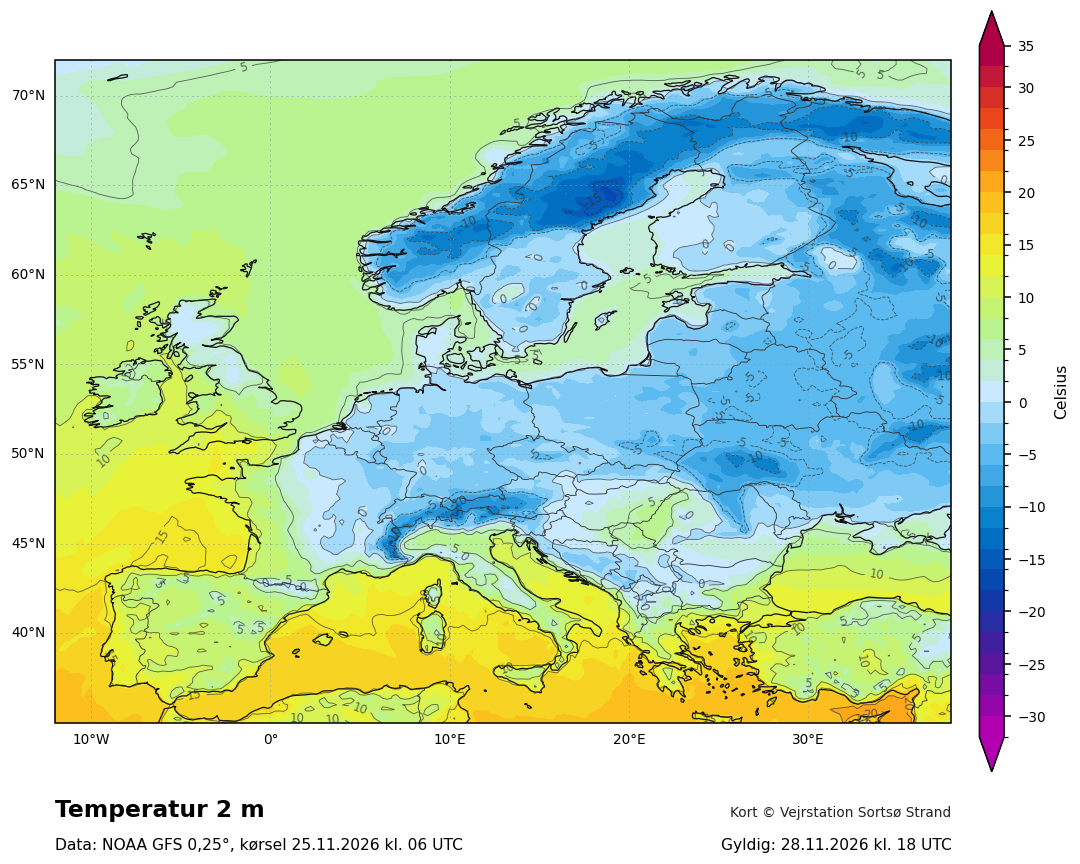 70°N
65°N
60°N
55°N
50°N
45°N
40°N
10°W
0°
10°E
20°E
30°E
35
30
25
20
15
10
5
0
−5
−10
−15
−20
−25
−30
Celsius
Temperatur 2 m
Kort © Vejrstation Sortsø Strand
Data: NOAA GFS 0,25°, kørsel 25.11.2026 kl. 06 UTC
Gyldig: 28.11.2026 kl. 18 UTC